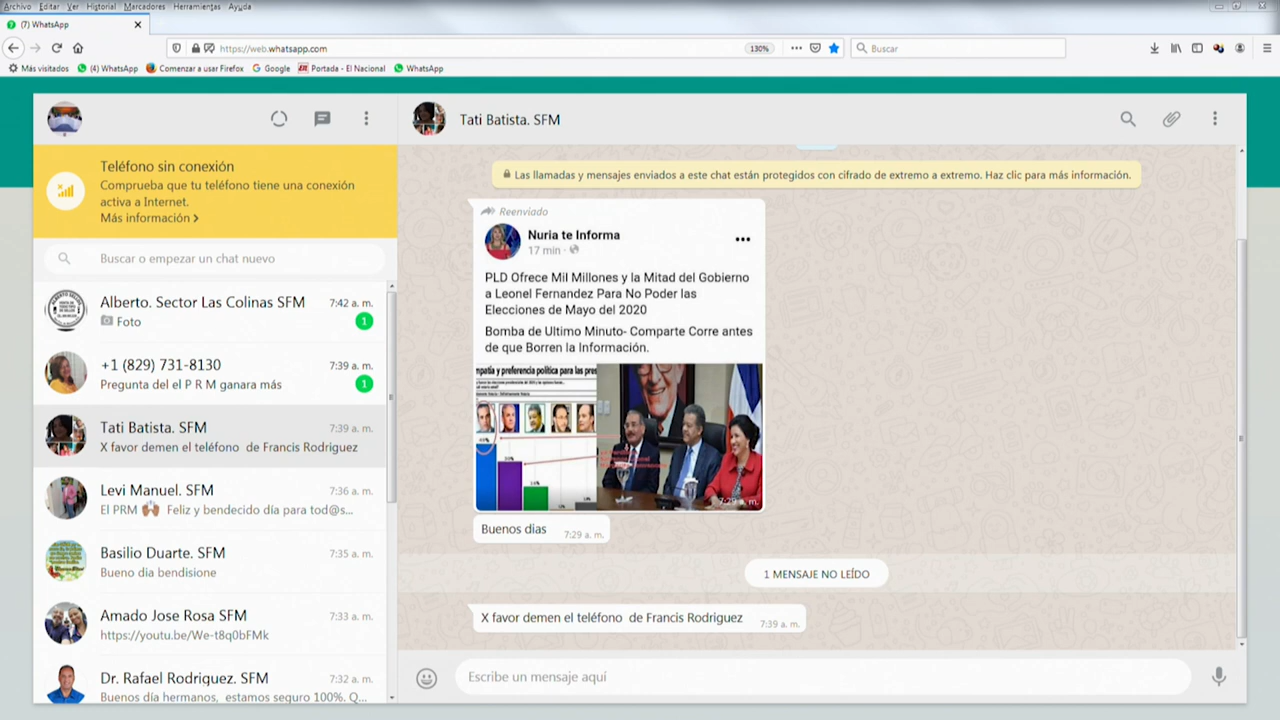 Archivo Editar Ver Historial Marcadores Herramientas Ayuda
(7) WhatsApp
https://web.whatsapp.com
130%
Buscar
Más visitados
(4) WhatsApp
Comenzar a usar Firefox
Google
Portada - El Nacional
WhatsApp
Teléfono sin conexión
Comprueba que tu teléfono tiene una conexión
activa a Internet.
Más información
Buscar o empezar un chat nuevo
Alberto. Sector Las Colinas SFM 7:42 a. m.
Foto 1
+1 (829) 731-8130 7:39 a. m.
Pregunta del el P R M ganara más 1
Tati Batista. SFM 7:39 a. m.
X favor demen el teléfono de Francis Rodriguez
Levi Manuel. SFM 7:36 a. m.
El PRM 🙌🏽 Feliz y bendecido día para tod@s...
Basilio Duarte. SFM 7:35 a. m.
Bueno dia bendisione
Amado Jose Rosa SFM 7:33 a. m.
https://youtu.be/We-t8q0bFMk
Dr. Rafael Rodriguez. SFM 7:32 a. m.
Buenos día hermanos, estamos seguro 100%. Q...
Tati Batista. SFM
Las llamadas y mensajes enviados a este chat están protegidos con cifrado de extremo a extremo. Haz clic para más información.
Reenviado
Nuria te Informa
17 min
PLD Ofrece Mil Millones y la Mitad del Gobierno
a Leonel Fernandez Para No Poder las
Elecciones de Mayo del 2020
Bomba de Ultimo Minuto- Comparte Corre antes
de que Borren la Información.
mpatía y preferencia política para las pres
7:29 a. m.
Buenos dias 7:29 a. m.
1 MENSAJE NO LEÍDO
X favor demen el teléfono de Francis Rodriguez 7:39 a. m.
Escribe un mensaje aquí